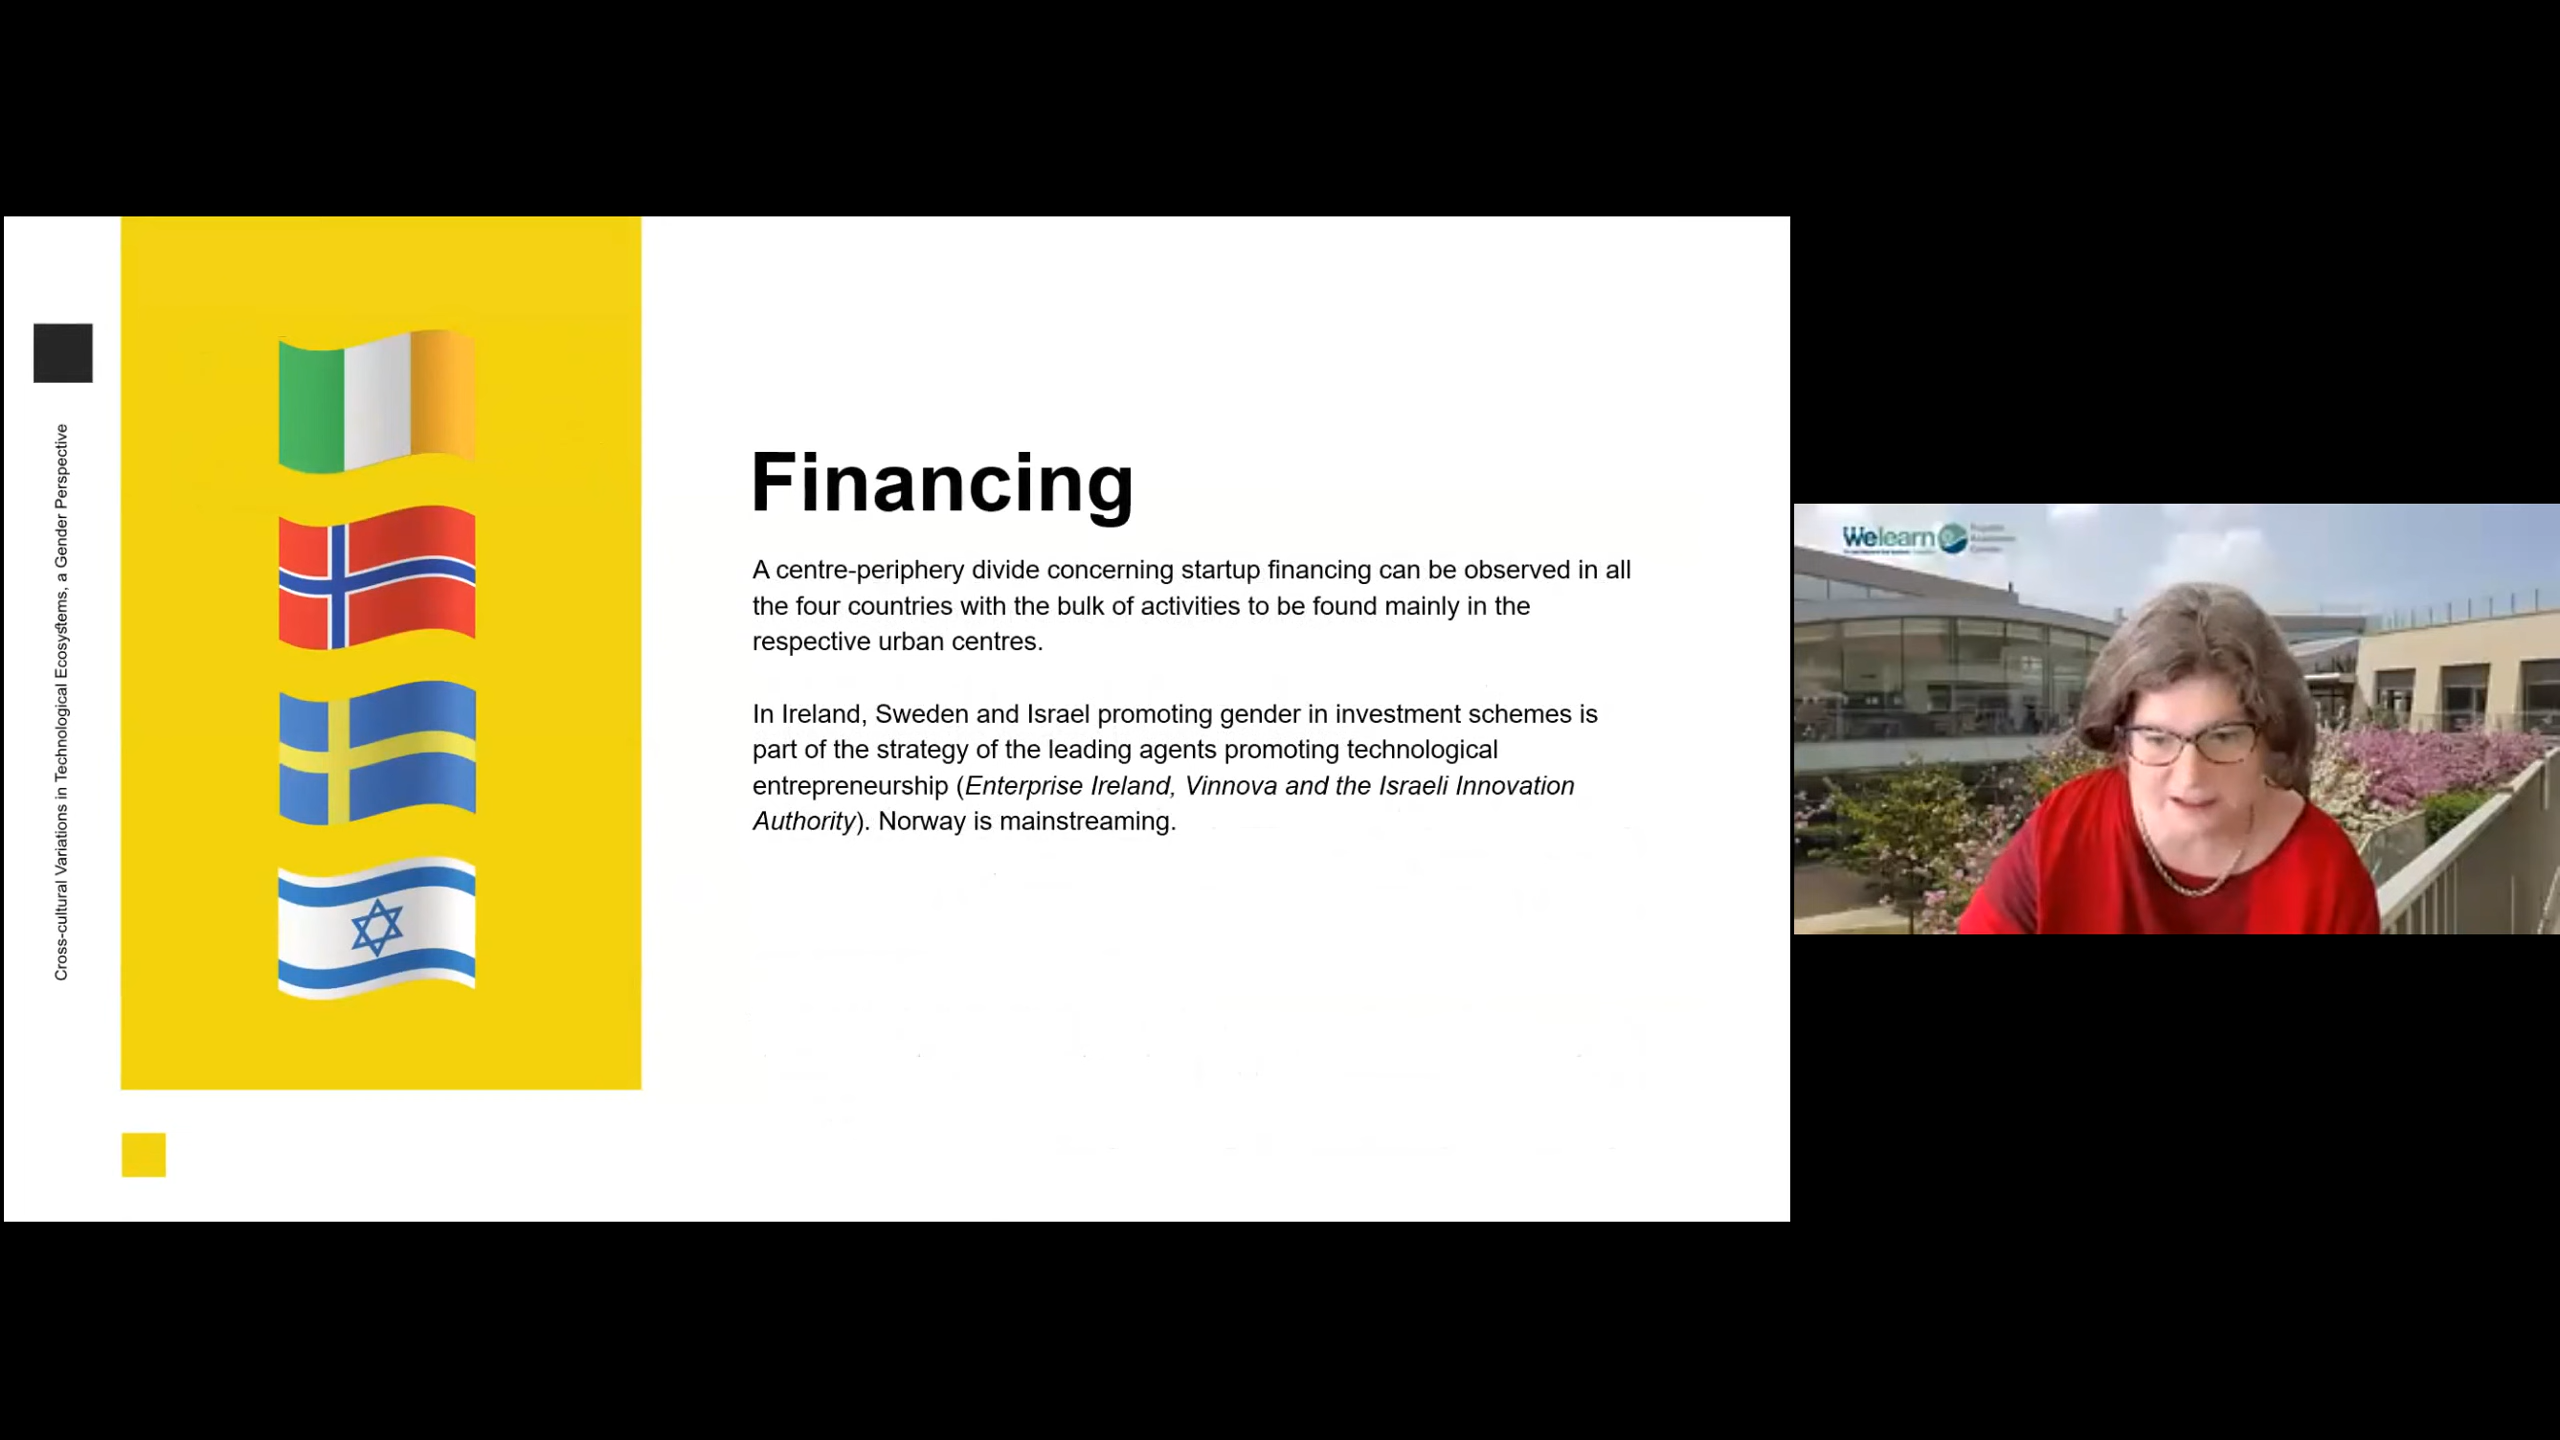 Cross-cultural Variations in Technological Ecosystems, a Gender Perspective
Financing
A centre-periphery divide concerning startup financing can be observed in all
the four countries with the bulk of activities to be found mainly in the
respective urban centres.
In Ireland, Sweden and Israel promoting gender in investment schemes is
part of the strategy of the leading agents promoting technological
entrepreneurship (Enterprise Ireland, Vinnova and the Israeli Innovation
Authority). Norway is mainstreaming.
Welearn